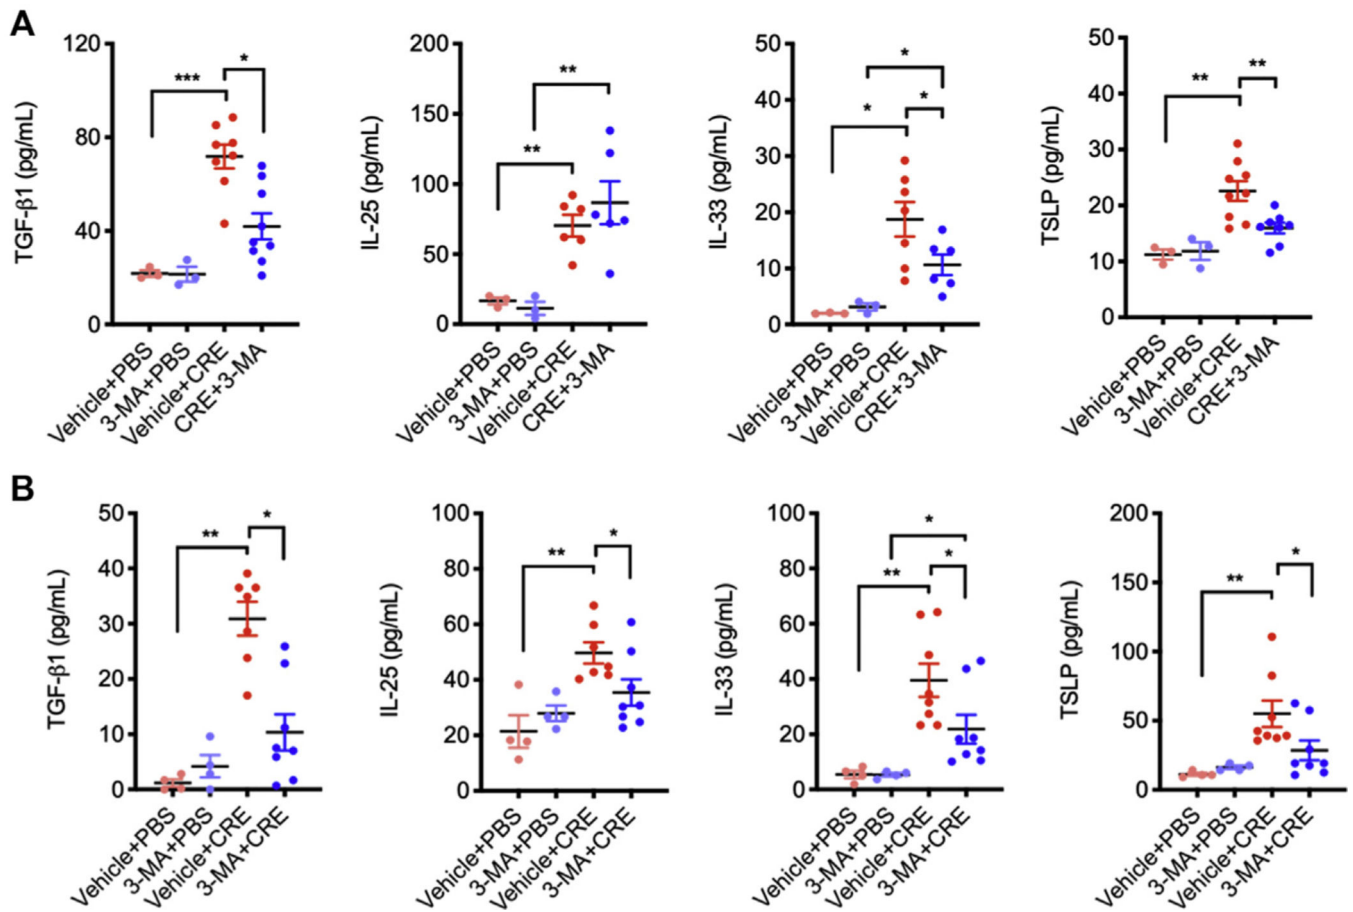 A
TGF-β1 (pg/mL)
120
80
40
0
***
*
Vehicle+PBS
3-MA+PBS
Vehicle+CRE
CRE+3-MA
IL-25 (pg/mL)
200
150
100
50
0
**
**
Vehicle+PBS
3-MA+PBS
Vehicle+CRE
CRE+3-MA
IL-33 (pg/mL)
50
40
30
20
10
0
*
*
*
Vehicle+PBS
3-MA+PBS
Vehicle+CRE
CRE+3-MA
TSLP (pg/mL)
50
40
30
20
10
0
**
**
Vehicle+PBS
3-MA+PBS
Vehicle+CRE
CRE+3-MA
B
TGF-β1 (pg/mL)
50
40
30
20
10
0
**
*
Vehicle+PBS
3-MA+PBS
Vehicle+CRE
3-MA+CRE
IL-25 (pg/mL)
100
80
60
40
20
0
**
*
Vehicle+PBS
3-MA+PBS
Vehicle+CRE
3-MA+CRE
IL-33 (pg/mL)
100
80
60
40
20
0
*
*
**
Vehicle+PBS
3-MA+PBS
Vehicle+CRE
3-MA+CRE
TSLP (pg/mL)
200
150
100
50
0
**
*
Vehicle+PBS
3-MA+PBS
Vehicle+CRE
3-MA+CRE